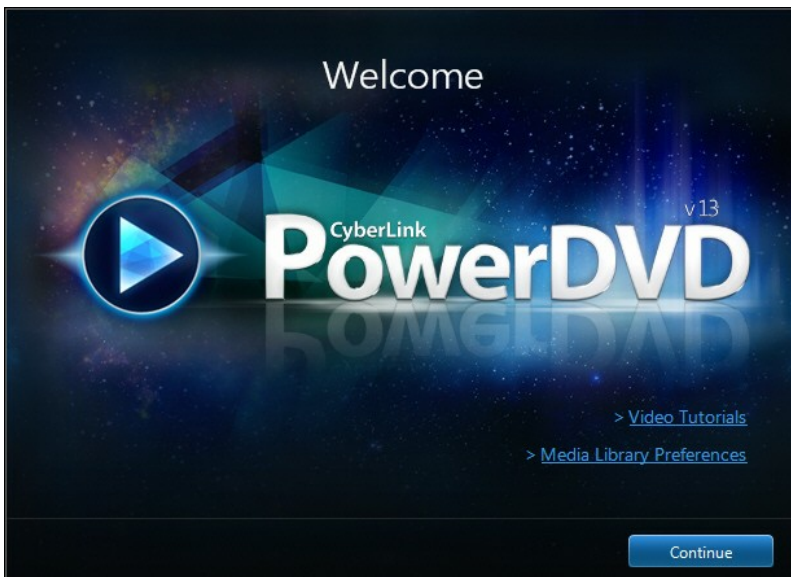 Welcome
v13
CyberLink
PowerDVD
> Video Tutorials
> Media Library Preferences
Continue